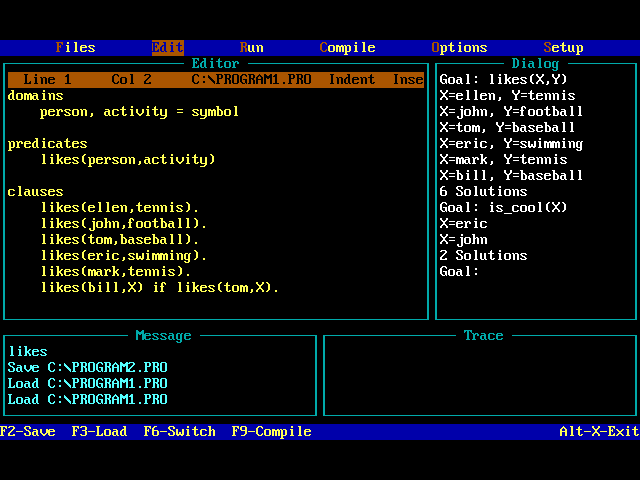 Files Edit Run Compile Options Setup
Editor
Line 1 Col 2 C:\PROGRAM1.PRO Indent Inse
domains
person, activity = symbol
predicates
likes(person,activity)
clauses
likes(ellen,tennis).
likes(john,football).
likes(tom,baseball).
likes(eric,swimming).
likes(mark,tennis).
likes(bill,X) if likes(tom,X).
Dialog
Goal: likes(X,Y)
X=ellen, Y=tennis
X=john, Y=football
X=tom, Y=baseball
X=eric, Y=swimming
X=mark, Y=tennis
X=bill, Y=baseball
6 Solutions
Goal: is_cool(X)
X=eric
X=john
2 Solutions
Goal:
Message
likes
Save C:\PROGRAM2.PRO
Load C:\PROGRAM1.PRO
Load C:\PROGRAM1.PRO
Trace
F2-Save F3-Load F6-Switch F9-Compile Alt-X-Exit